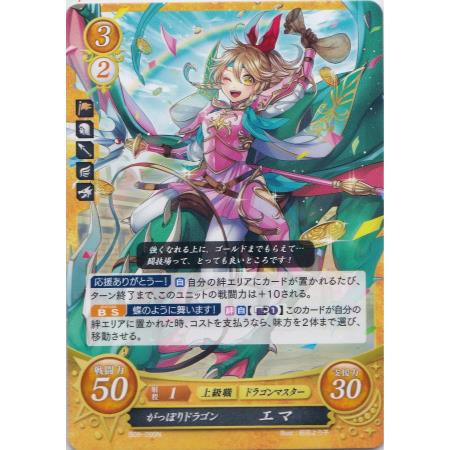 3
2
強くなれる上に、ゴールドまでもらえて…
闘技場って、とっても良いところです！
応援ありがとうー！ 自 自分の絆エリアにカードが置かれるたび、
ターン終了まで、このユニットの戦闘力は＋10される。
B S 蝶のように舞います！ 絆 自 このカードが自分の
絆エリアに置かれた時、コストを支払うなら、味方を2体まで選び、
移動させる。
戦闘力
50
射程 1 上級職 ドラゴンマスター
支援力
30
がっぽりドラゴン エマ